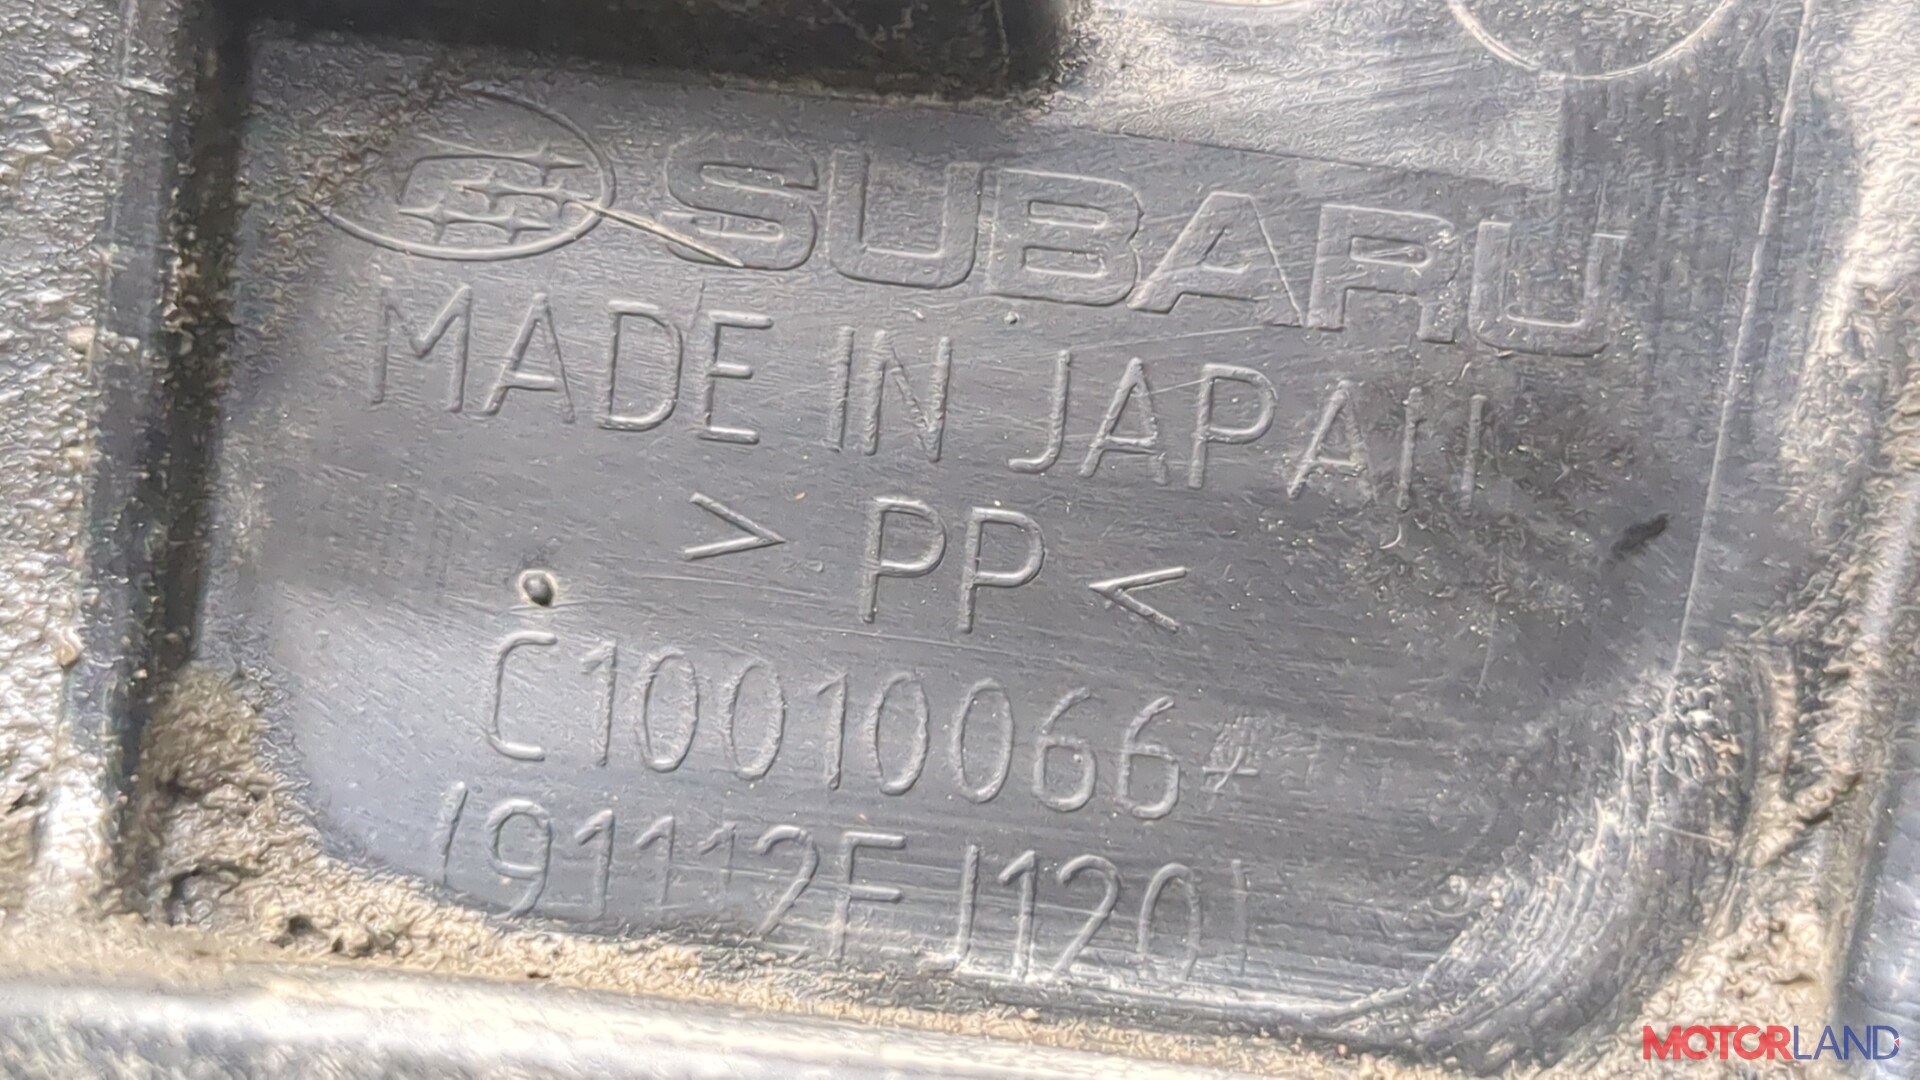 SUBARU
MADE IN JAPAN
> PP <
C10010066
(91112FJ120)
MOTORLAND